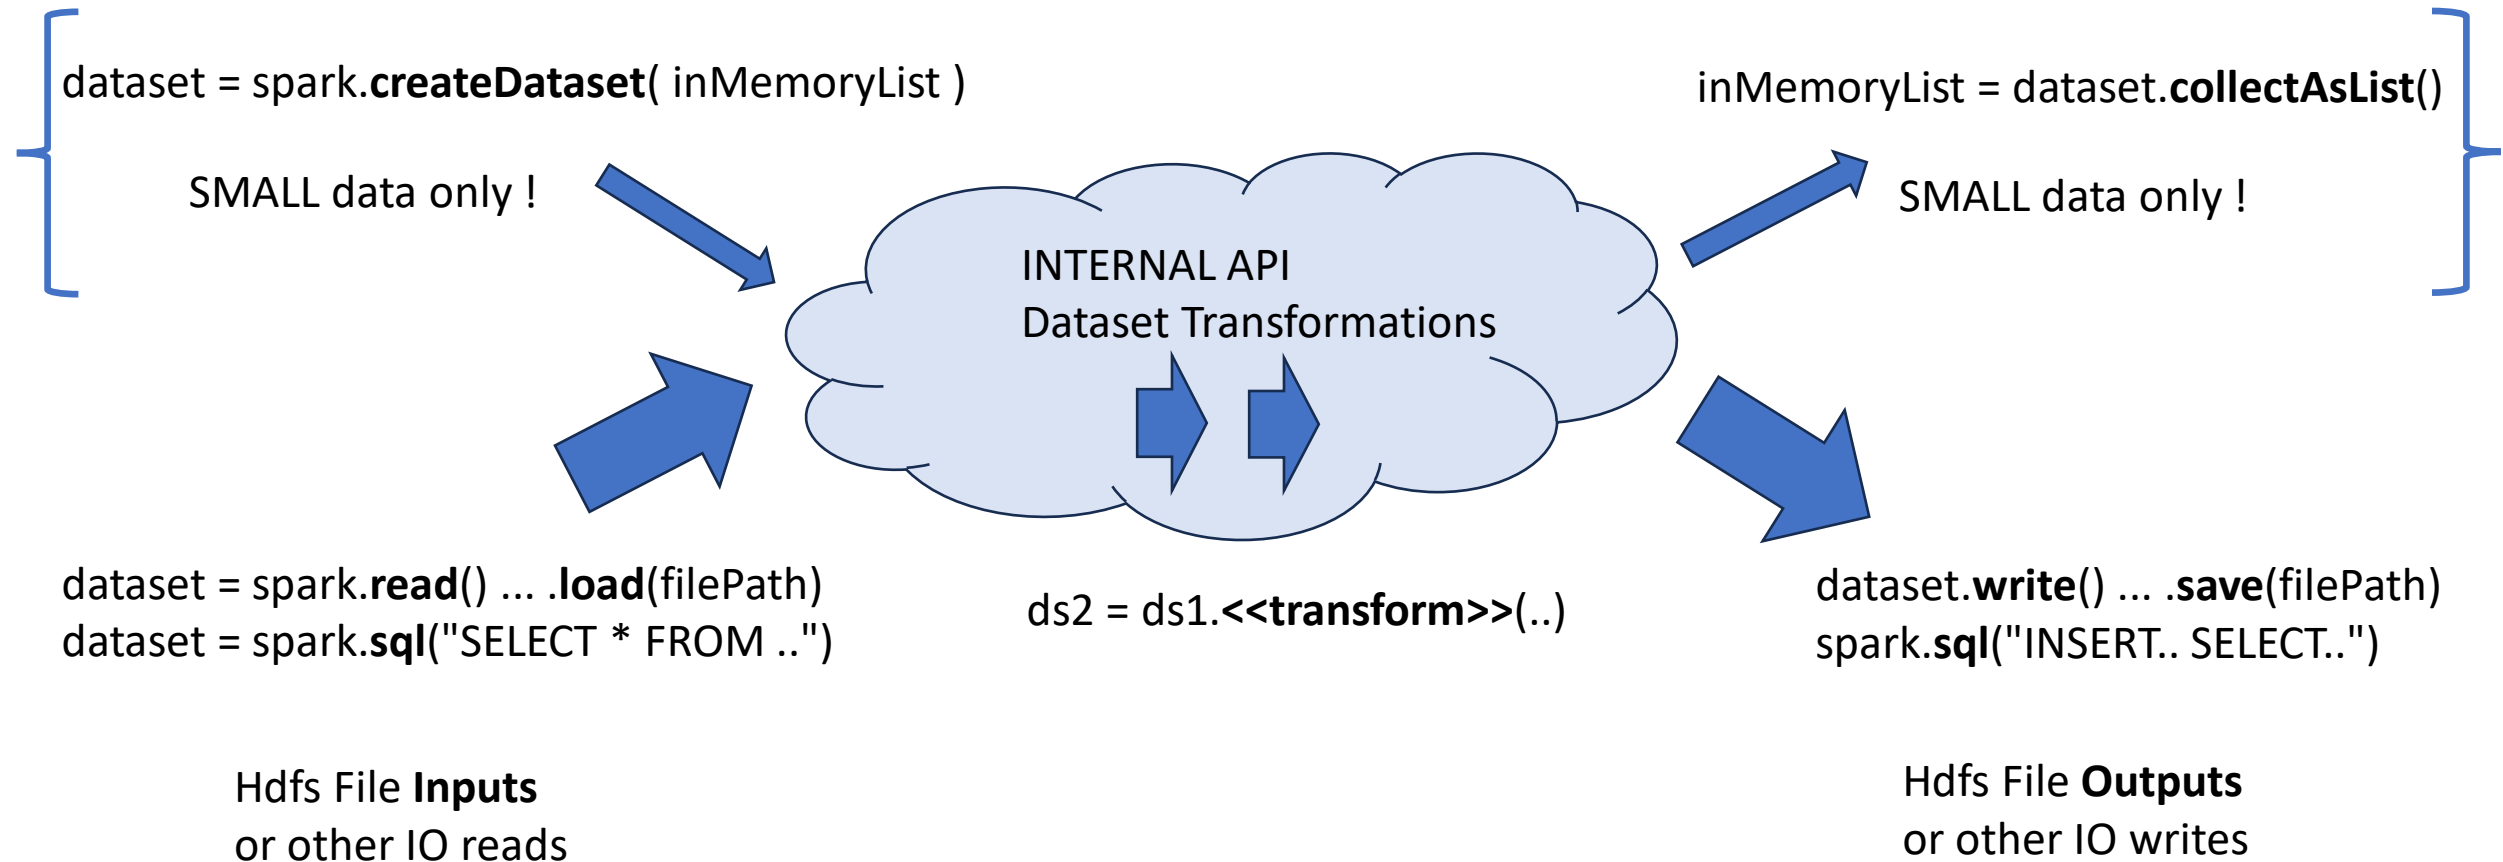 dataset = spark.createDataset( inMemoryList )
SMALL data only !
inMemoryList = dataset.collectAsList()
SMALL data only !
INTERNAL API
Dataset Transformations
dataset = spark.read() ... .load(filePath)
dataset = spark.sql("SELECT * FROM ..")
ds2 = ds1.<<transform>>(..)
dataset.write() ... .save(filePath)
spark.sql("INSERT.. SELECT..")
Hdfs File Inputs
or other IO reads
Hdfs File Outputs
or other IO writes